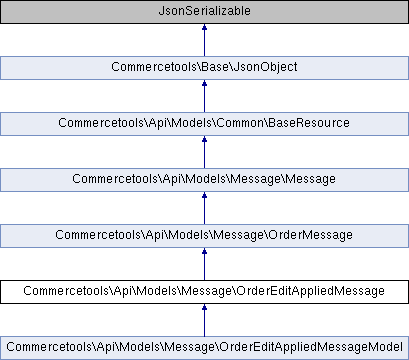 JsonSerializable
Commercetools\Base\JsonObject
Commercetools\Api\Models\Common\BaseResource
Commercetools\Api\Models\Message\Message
Commercetools\Api\Models\Message\OrderMessage
Commercetools\Api\Models\Message\OrderEditAppliedMessage
Commercetools\Api\Models\Message\OrderEditAppliedMessageModel